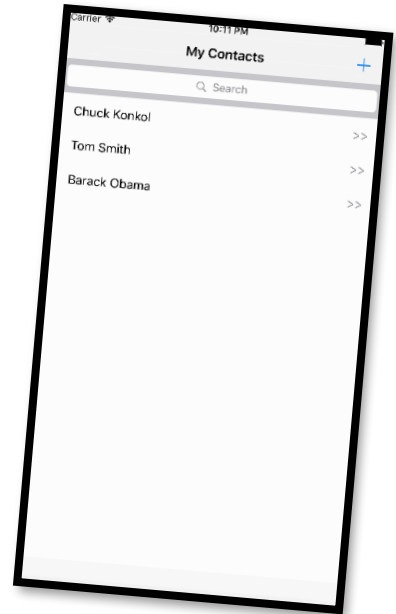 Carrier
10:11 PM
My Contacts
+
Search
Chuck Konkol
>>
Tom Smith
>>
Barack Obama
>>